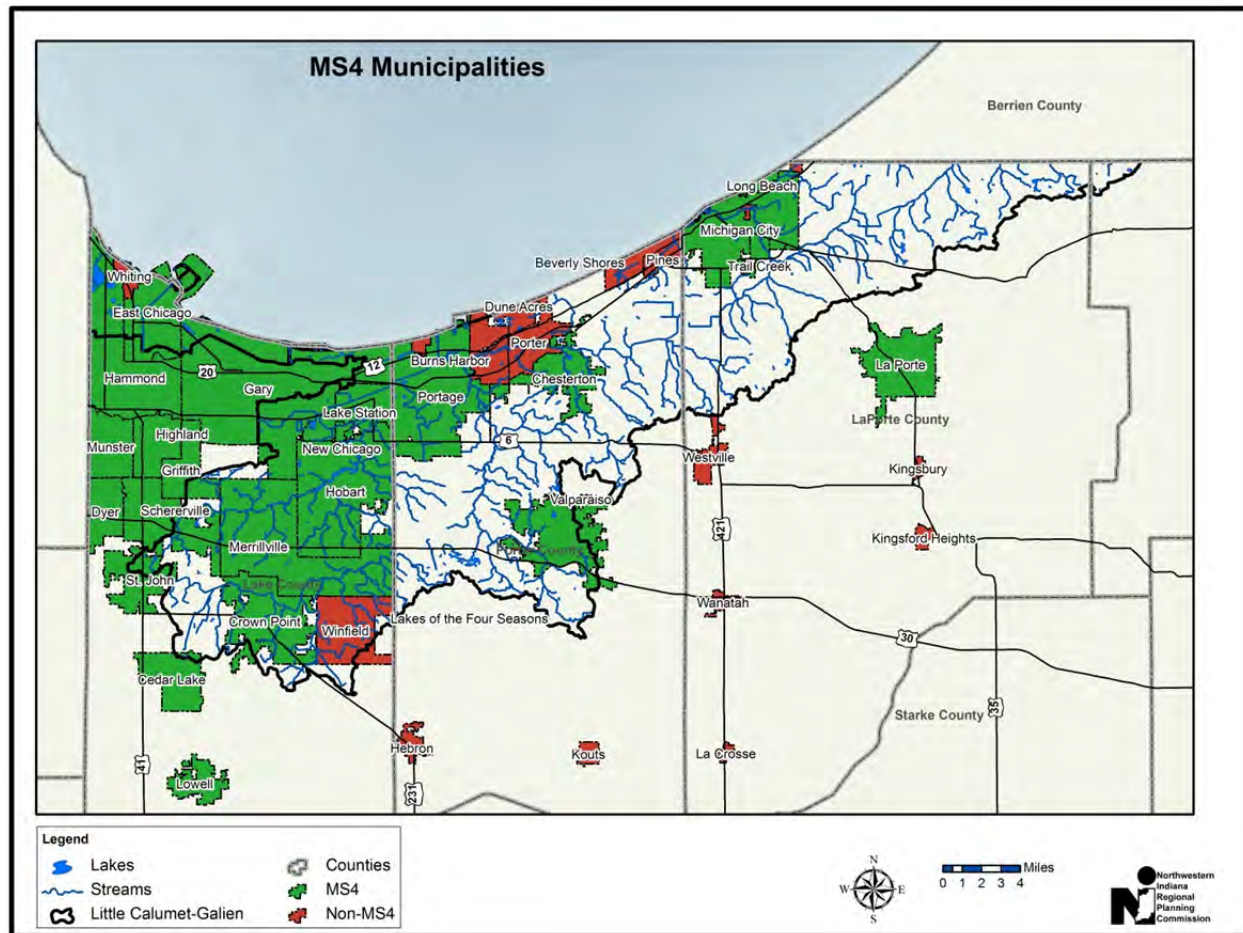 MS4 Municipalities
Berrien County
Long Beach
Michigan City
Beverly Shores
Pines
Trail Creek
Whiting
East Chicago
Dune Acres
Porter
12
Burns Harbor
20
Hammond
Gary
Chesterton
La Porte
Portage
Lake Station
LaPorte County
Highland
6
Munster
New Chicago
Westville
Griffith
Kingsbury
Hobart
Valparaiso
Dyer
Schererville
421
Kingsford Heights
Merrillville
Porter County
St. John
Lake County
Wanatah
Crown Point
Winfield
Lakes of the Four Seasons
30
Cedar Lake
Starke County
35
Hebron
Kouts
La Crosse
41
Lowell
231
Legend
Lakes
Streams
Little Calumet-Galien
Counties
MS4
Non-MS4
N
W E
S
Miles
0 1 2 3 4
Northwestern
Indiana
Regional
Planning
Commission